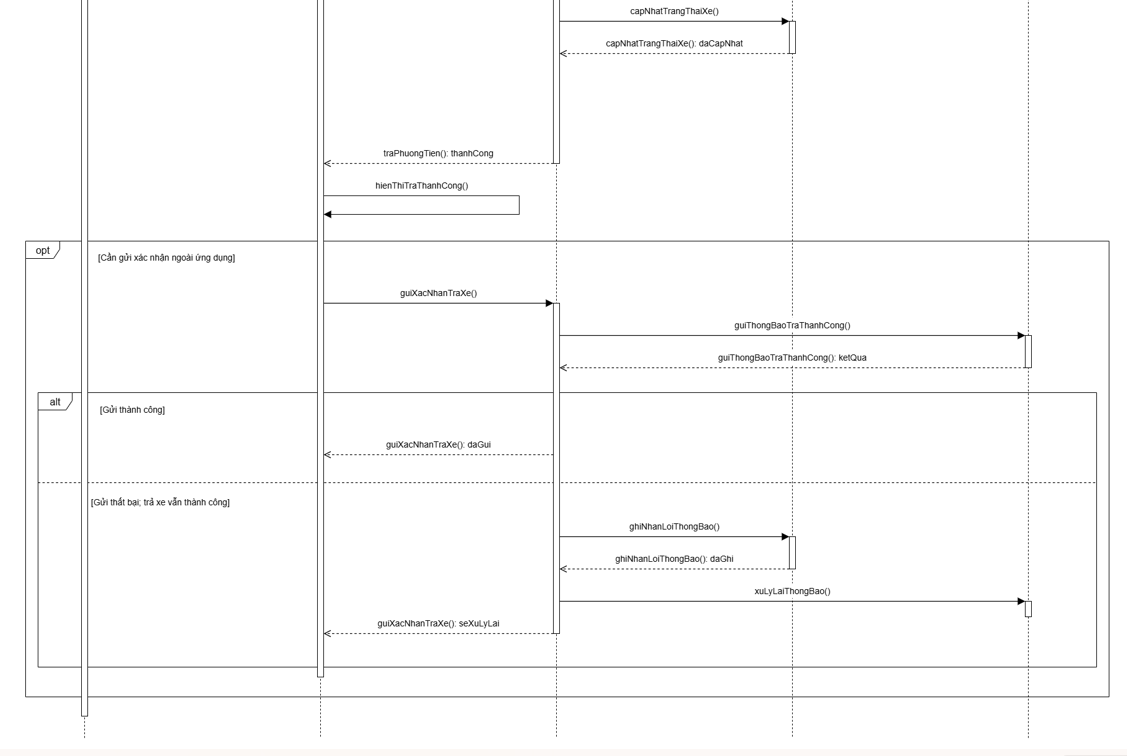 capNhatTrangThaiXe()
capNhatTrangThaiXe(): daCapNhat
traPhuongTien(): thanhCong
hienThiTraThanhCong()
opt
[Cần gửi xác nhận ngoài ứng dụng]
guiXacNhanTraXe()
guiThongBaoTraThanhCong()
guiThongBaoTraThanhCong(): ketQua
alt
[Gửi thành công]
guiXacNhanTraXe(): daGui
[Gửi thất bại; trả xe vẫn thành công]
ghiNhanLoiThongBao()
ghiNhanLoiThongBao(): daGhi
xuLyLaiThongBao()
guiXacNhanTraXe(): seXuLyLai